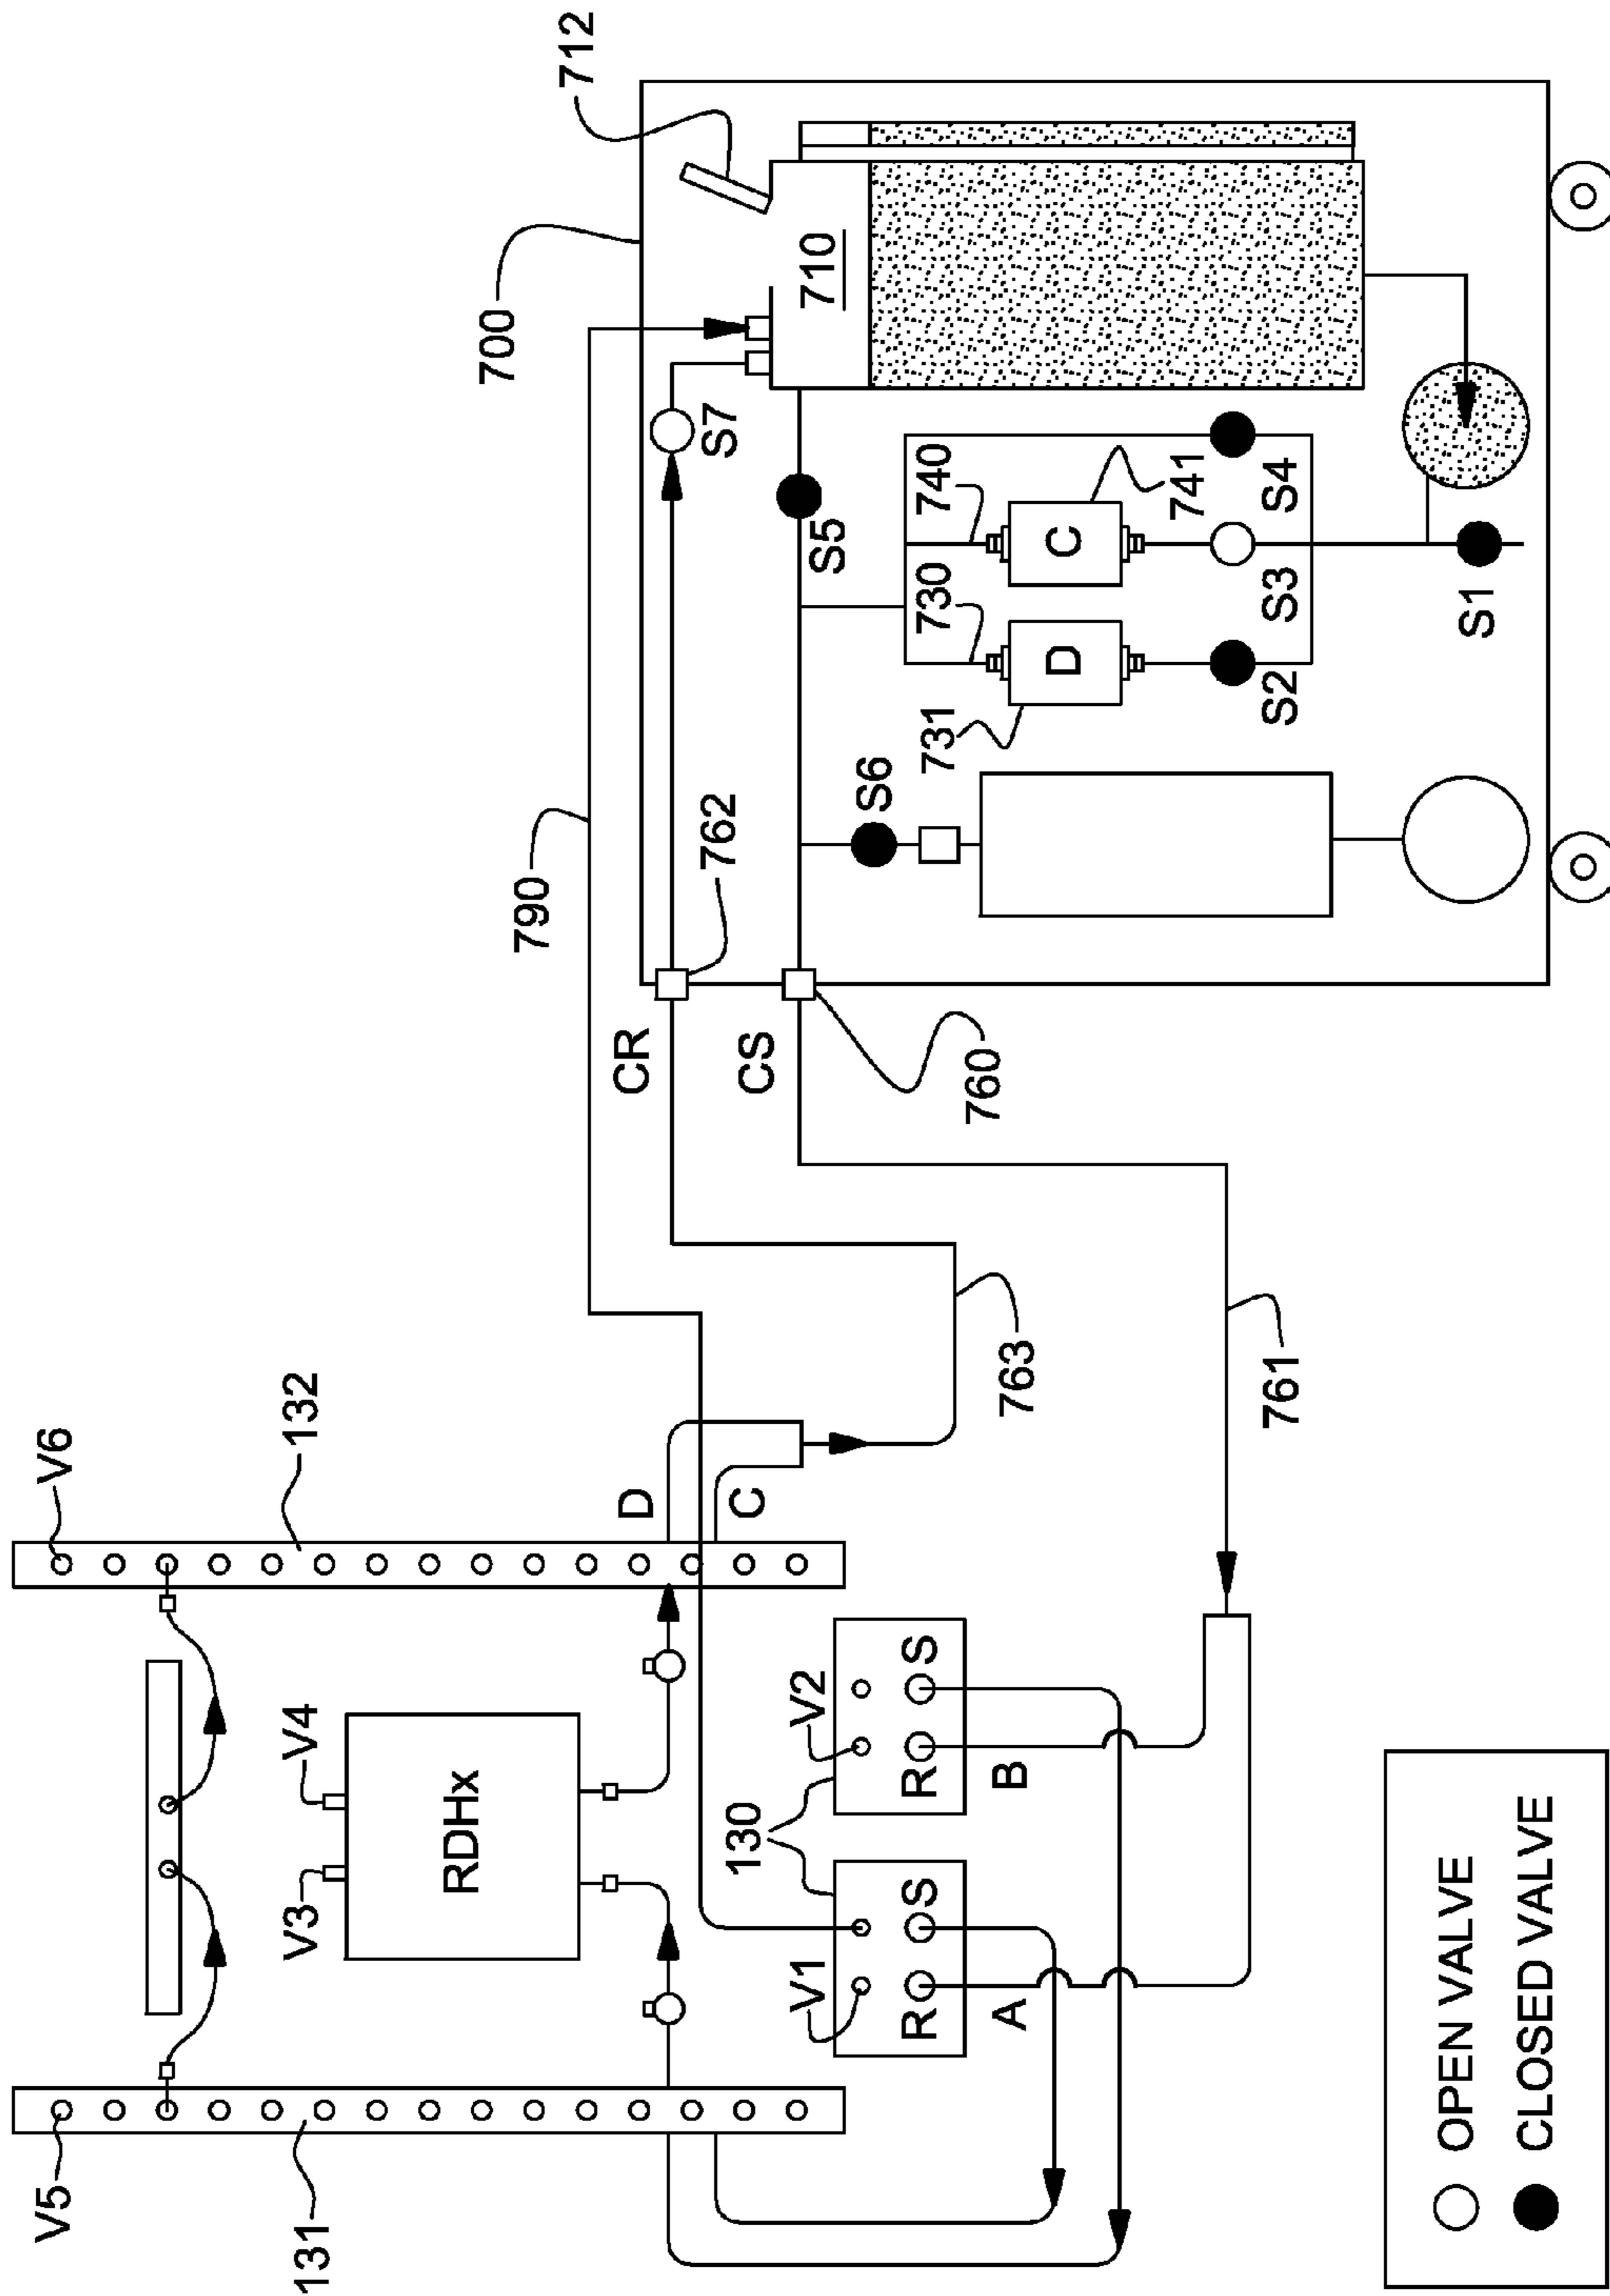 V5
V6
131
132
V3
V4
RDHx
D
C
790
700
712
130
V1
V2
R
S
R
S
A
B
CR
CS
762
760
763
761
S7
710
S5
S6
730
740
731
D
C
741
S2
S3
S4
S1
OPEN VALVE
CLOSED VALVE